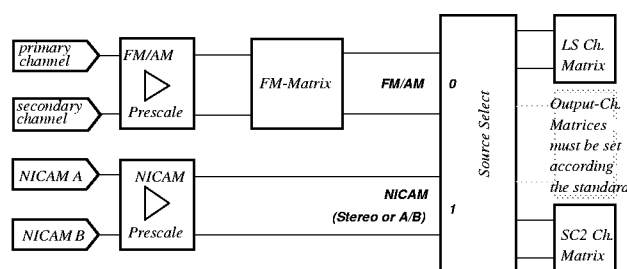 primary
channel
FM/AM
Prescale
secondary
channel
FM-Matrix
FM/AM
0
NICAM A
NICAM B
NICAM
Prescale
NICAM
(Stereo or A/B)
1
Source Select
LS Ch.
Matrix
Output-Ch.
Matrices
must be set
according
the standard
SC2 Ch.
Matrix